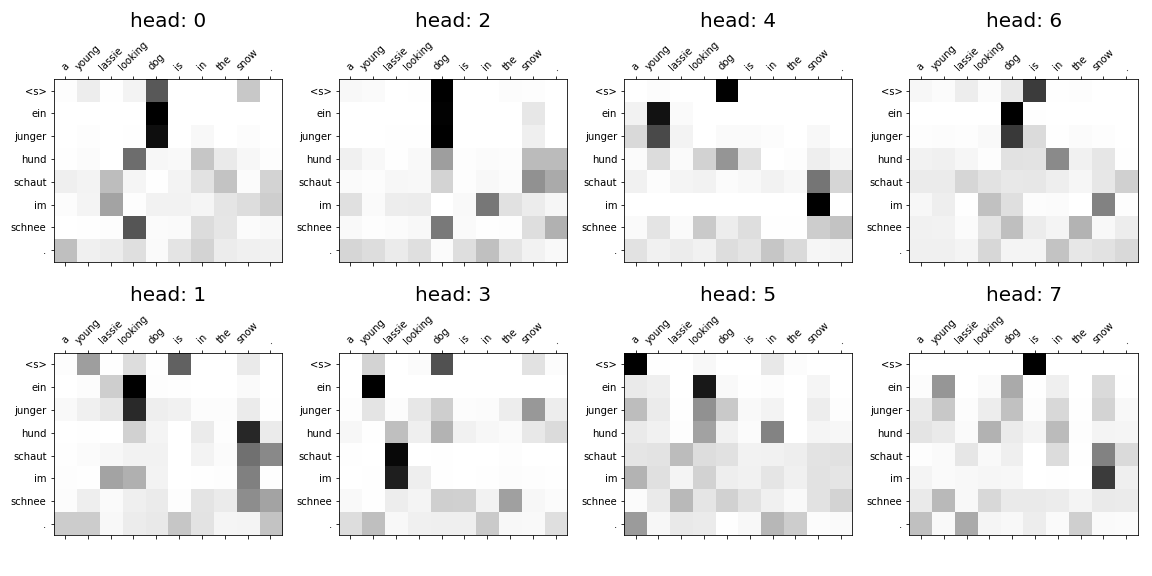 head: 0 head: 2 head: 4 head: 6
a young lassie looking dog is in the snow . a young lassie looking dog is in the snow . a young lassie looking dog is in the snow . a young lassie looking dog is in the snow .
<s> <s> <s> <s>
ein ein ein ein
junger junger junger junger
hund hund hund hund
schaut schaut schaut schaut
im im im im
schnee schnee schnee schnee
. . . .
head: 1 head: 3 head: 5 head: 7
a young lassie looking dog is in the snow . a young lassie looking dog is in the snow . a young lassie looking dog is in the snow . a young lassie looking dog is in the snow .
<s> <s> <s> <s>
ein ein ein ein
junger junger junger junger
hund hund hund hund
schaut schaut schaut schaut
im im im im
schnee schnee schnee schnee
. . . .